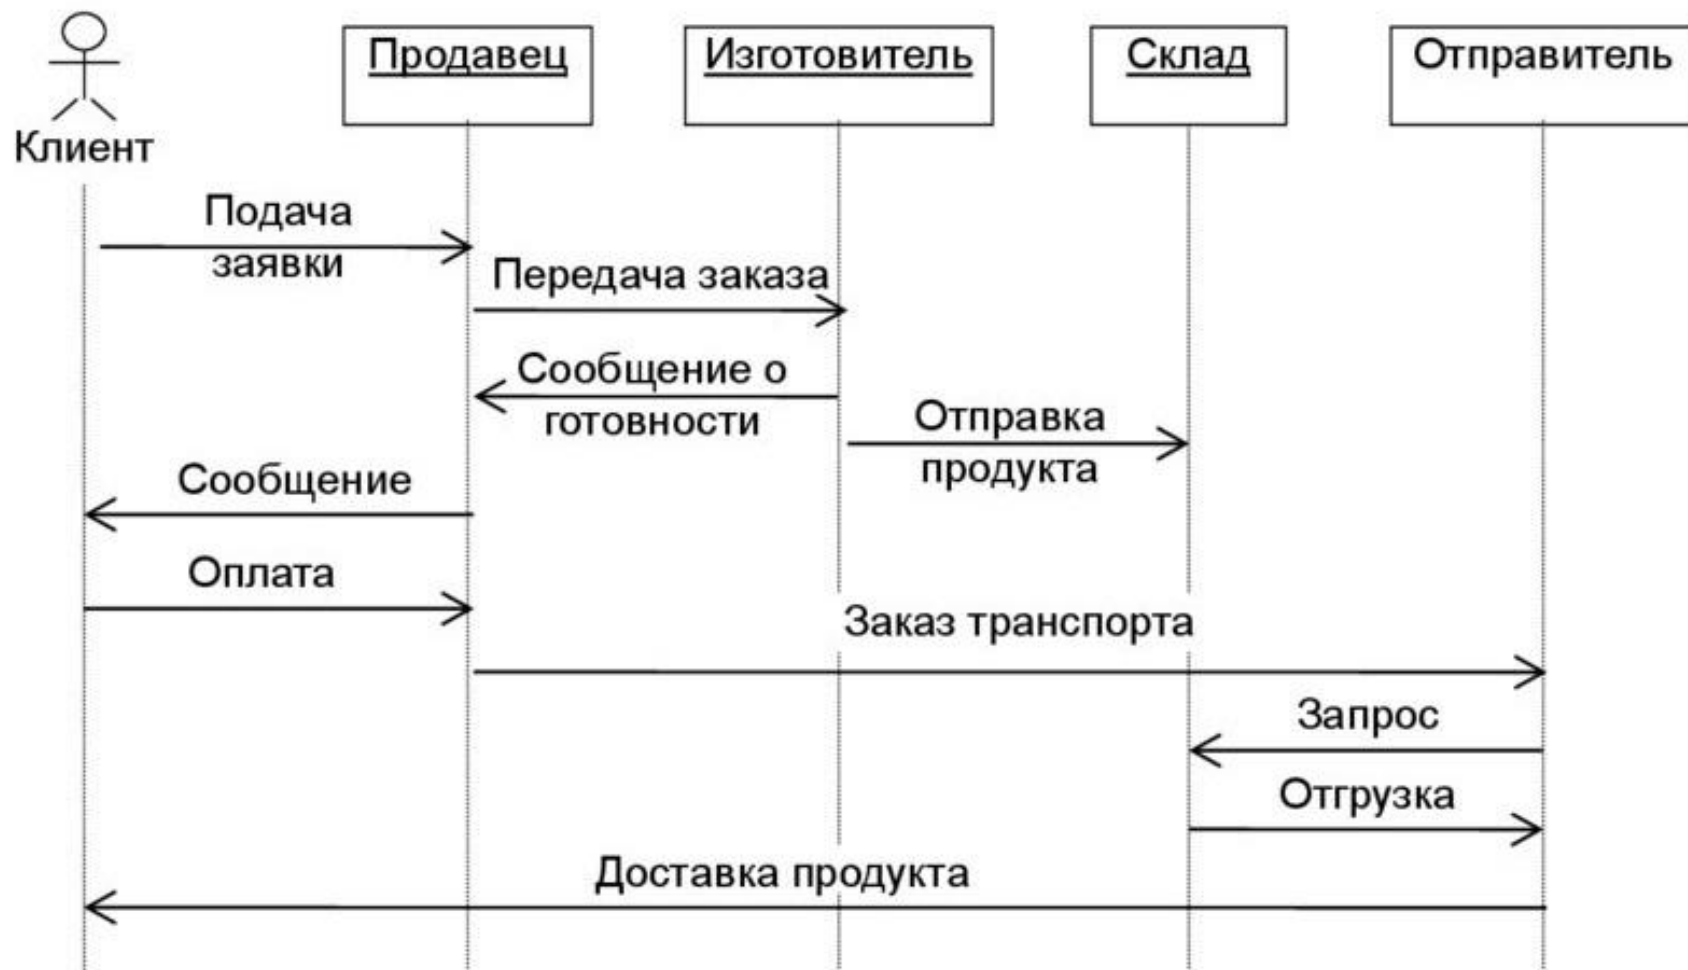 Продавец
Изготовитель
Склад
Отправитель
Клиент
Подача
заявки
Передача заказа
Сообщение о
готовности
Отправка
продукта
Сообщение
Оплата
Заказ транспорта
Запрос
Отгрузка
Доставка продукта